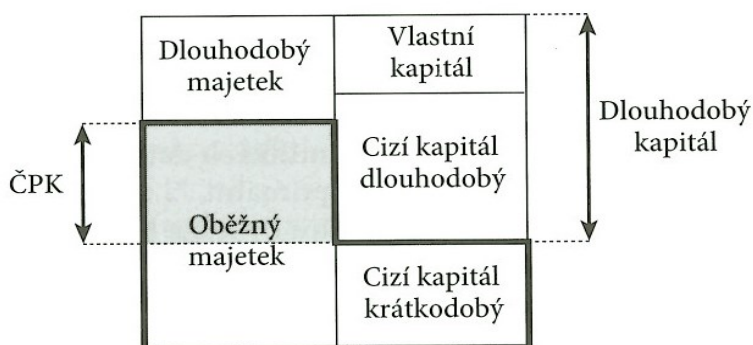 Dlouhodobý
majetek
Vlastní
kapitál
Dlouhodobý
kapitál
ČPK
Cizí kapitál
dlouhodobý
Oběžný
majetek
Cizí kapitál
krátkodobý